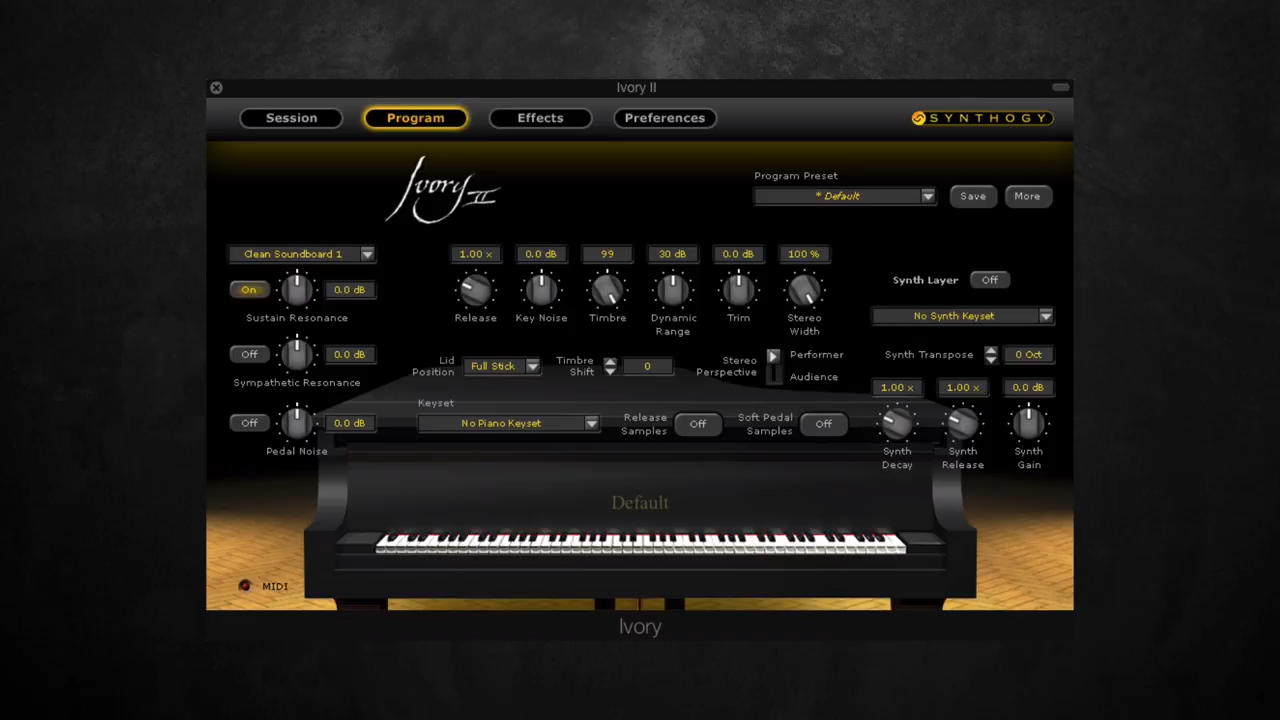 Ivory II
Session
Program
Effects
Preferences
SYNTHOGY
Ivory II
Program Preset
* Default
Save
More
Clean Soundboard 1
1.00 x
0.0 dB
99
30 dB
0.0 dB
100 %
On
0.0 dB
Sustain Resonance
Release
Key Noise
Timbre
Dynamic
Range
Trim
Stereo
Width
Synth Layer
Off
No Synth Keyset
Off
0.0 dB
Sympathetic Resonance
Lid
Position
Full Stick
Timbre
Shift
0
Stereo
Perspective
Performer
Audience
Synth Transpose
0 Oct
1.00 x
1.00 x
0.0 dB
Keyset
No Piano Keyset
Release
Samples
Off
Soft Pedal
Samples
Off
Off
0.0 dB
Pedal Noise
Synth
Decay
Synth
Release
Synth
Gain
Default
MIDI
Ivory